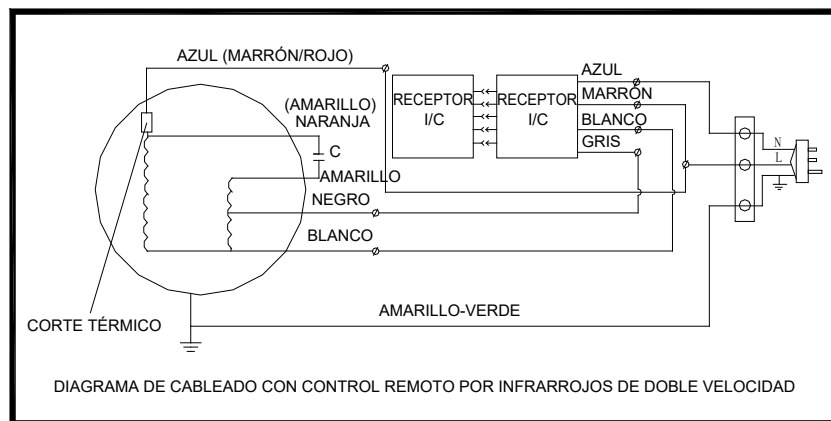 AZUL (MARRÓN/ROJO)
(AMARILLO)
NARANJA
C
AMARILLO
NEGRO
BLANCO
RECEPTOR
I/C
RECEPTOR
I/C
AZUL
MARRÓN
BLANCO
GRIS
N
L
AMARILLO-VERDE
CORTE TÉRMICO
DIAGRAMA DE CABLEADO CON CONTROL REMOTO POR INFRARROJOS DE DOBLE VELOCIDAD